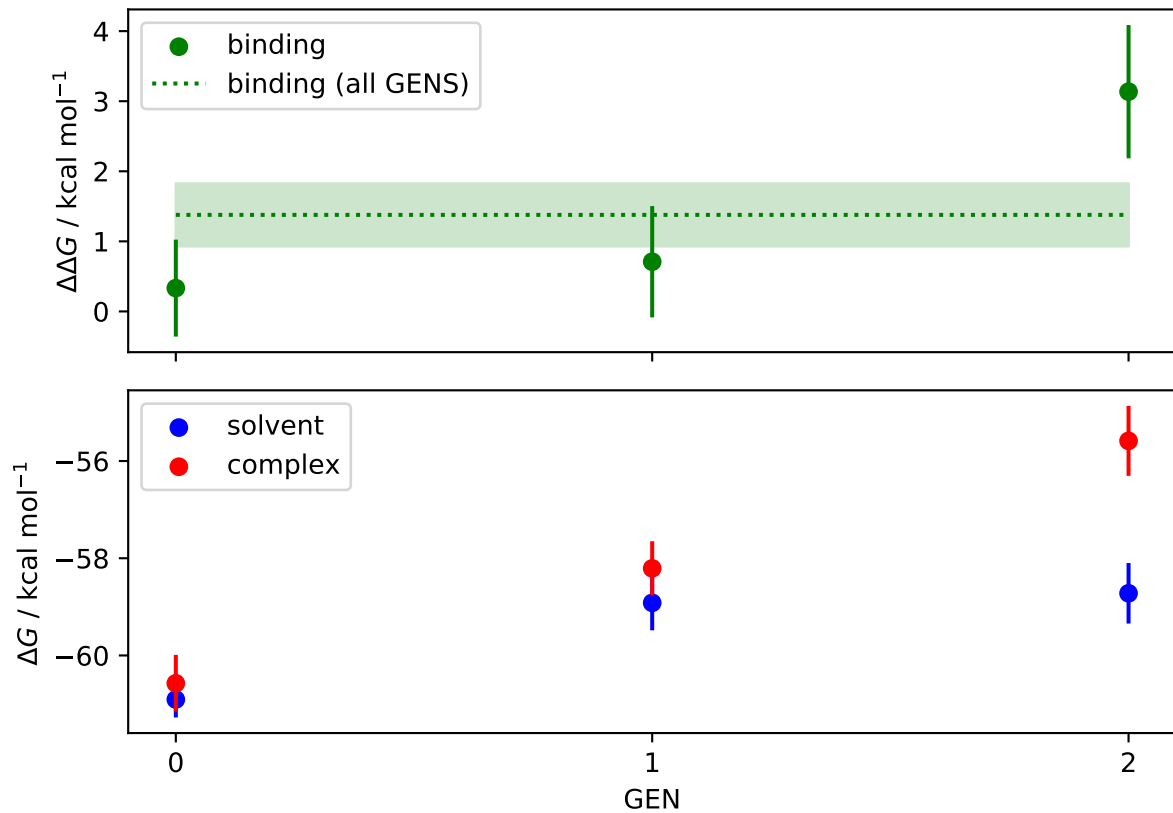 binding
binding (all GENS)
4
3
2
1
0
ΔΔG / kcal mol⁻¹
solvent
complex
−56
−58
−60
ΔG / kcal mol⁻¹
0 1 2
GEN